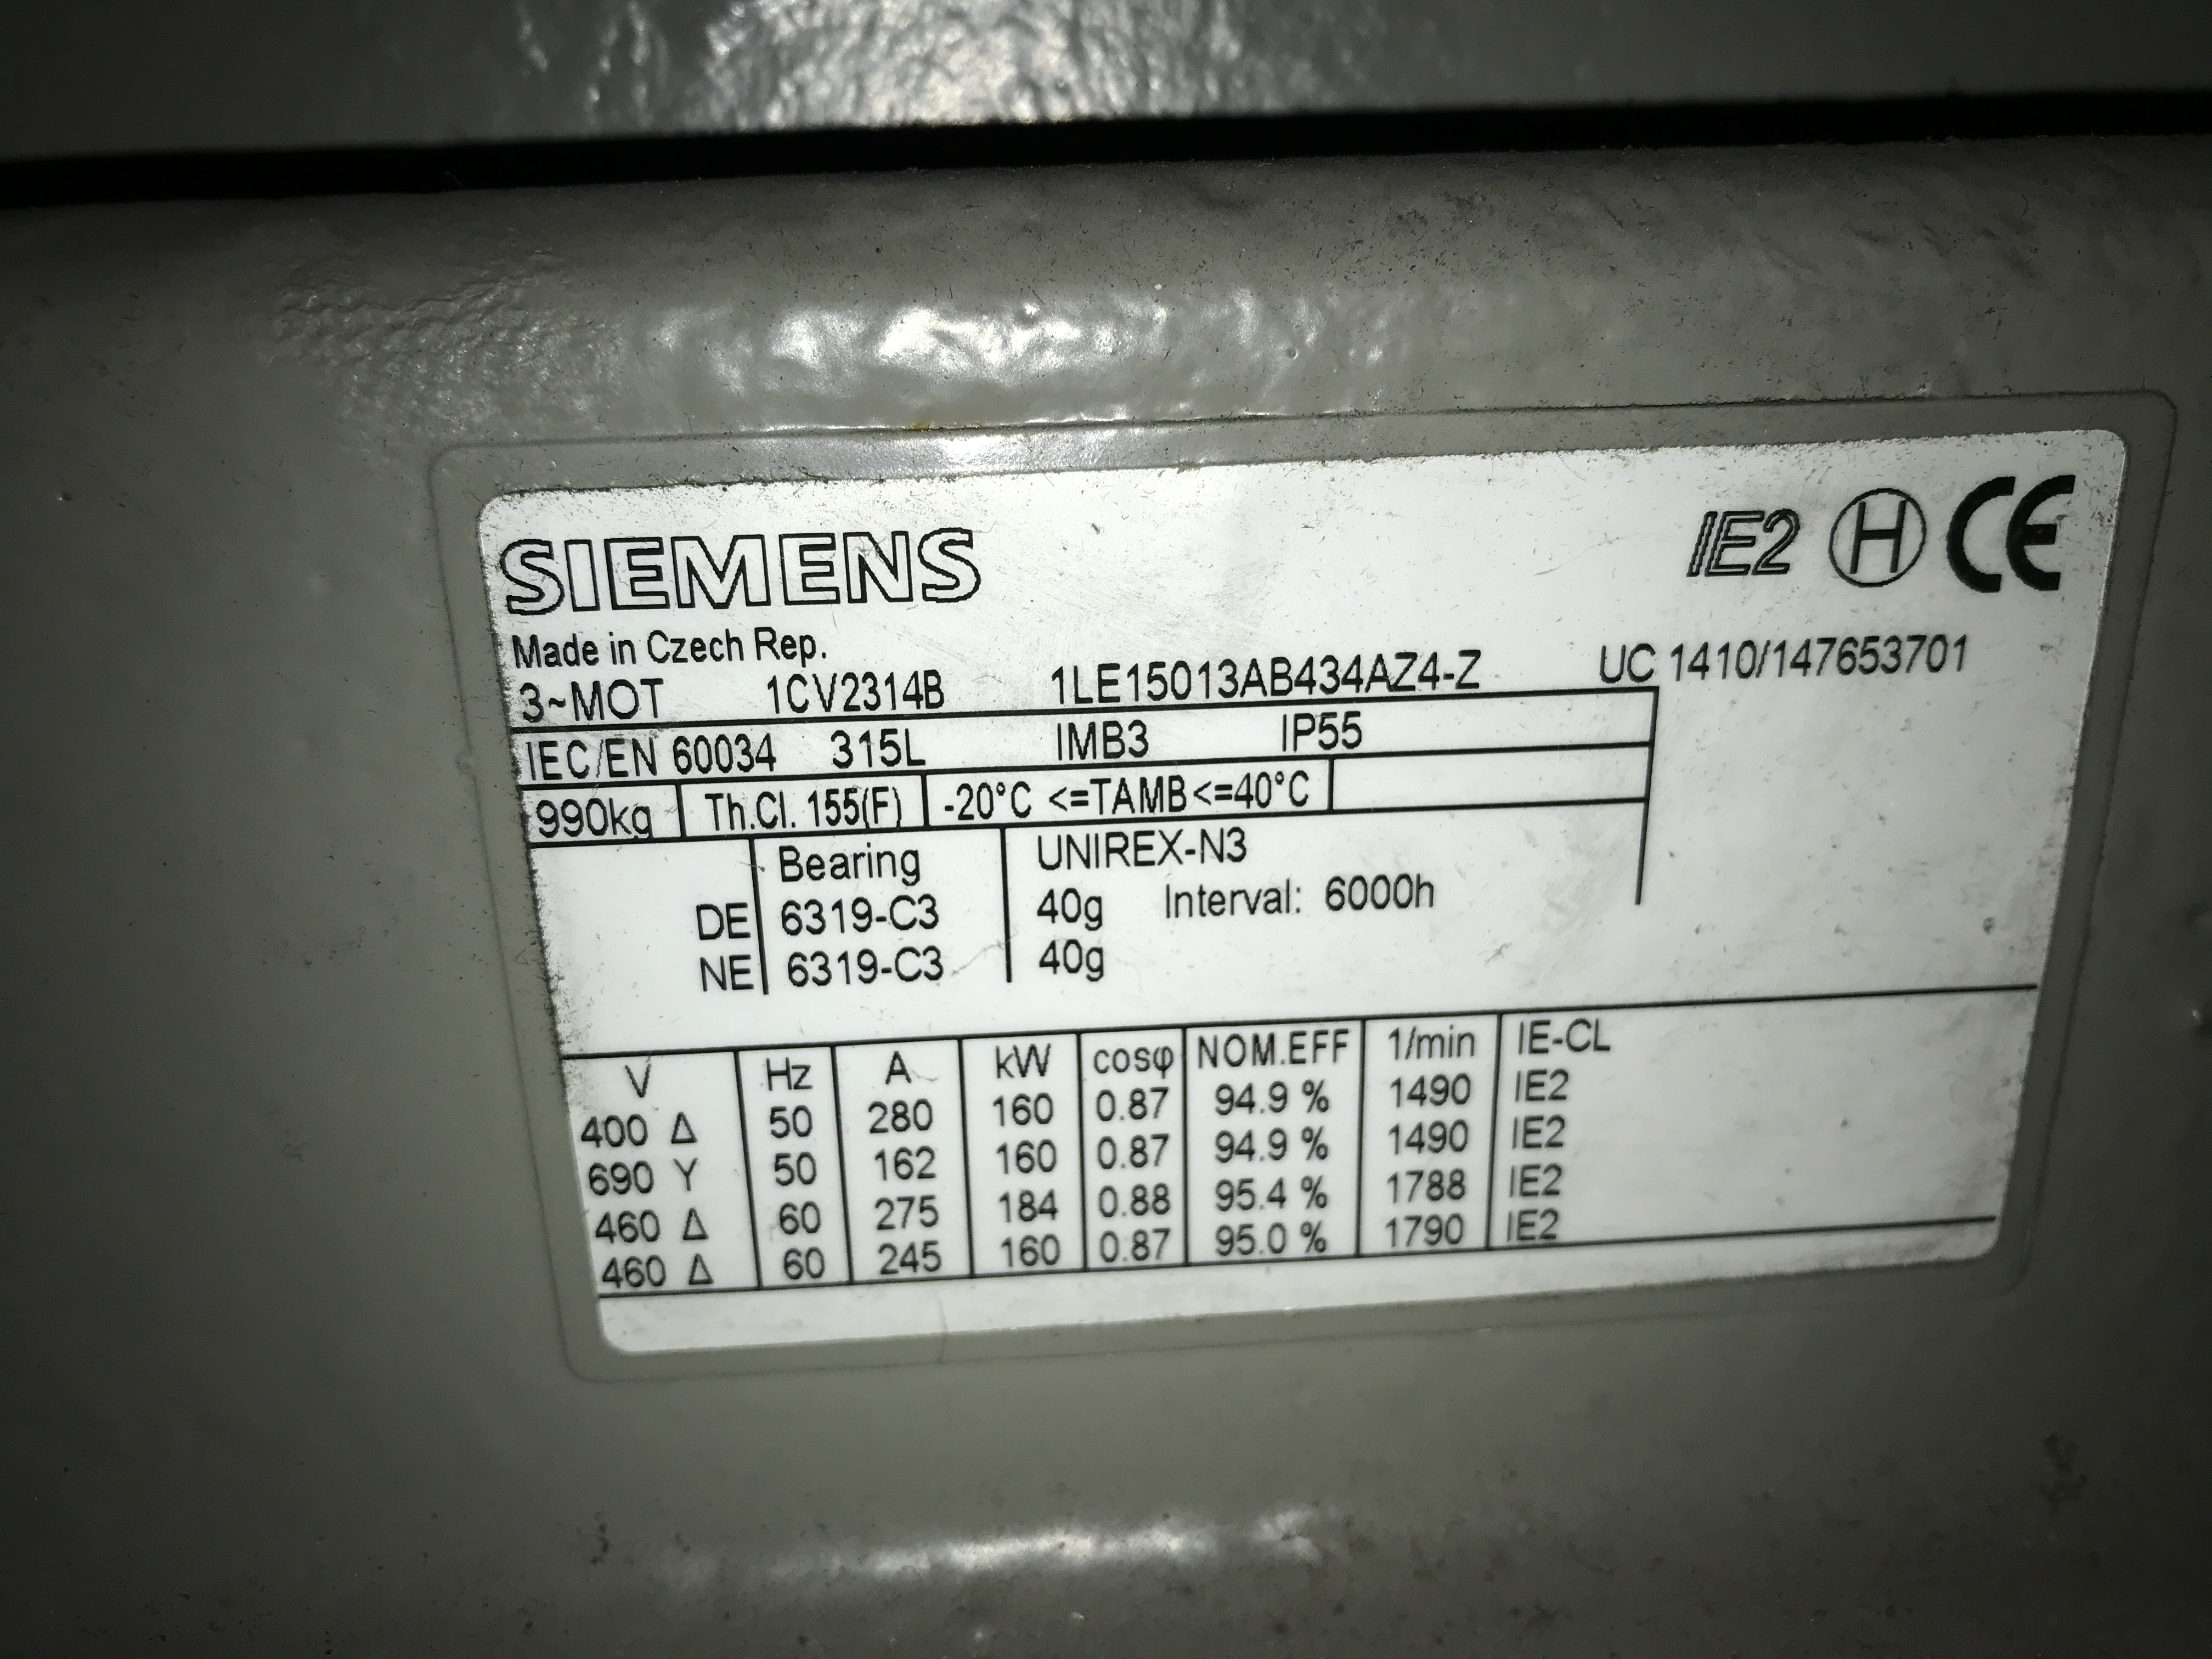 SIEMENS IE2 H CE
Made in Czech Rep.
3~MOT 1CV2314B 1LE15013AB434AZ4-Z UC 1410/147653701
IEC/EN 60034 315L IMB3 IP55
990kg Th.Cl. 155(F) -20°C <=TAMB<=40°C
Bearing UNIREX-N3
DE 6319-C3 40g Interval: 6000h
NE 6319-C3 40g
V Hz A kW cosφ NOM.EFF 1/min IE-CL
400 Δ 50 280 160 0.87 94.9 % 1490 IE2
690 Y 50 162 160 0.87 94.9 % 1490 IE2
460 Δ 60 275 184 0.88 95.4 % 1788 IE2
460 Δ 60 245 160 0.87 95.0 % 1790 IE2